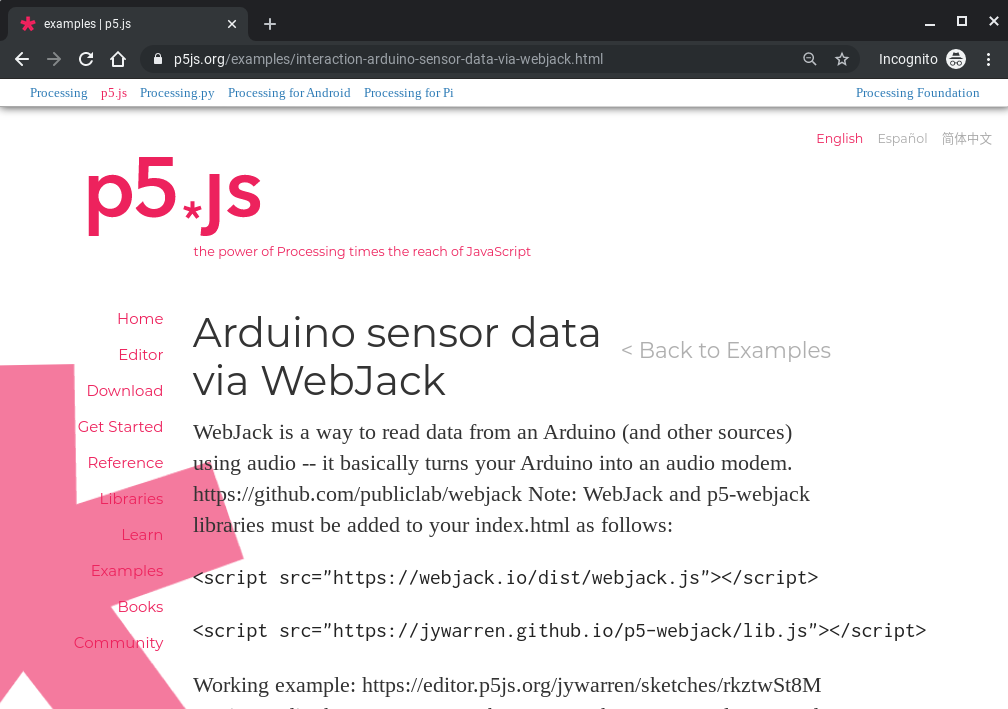 examples | p5.js
p5js.org/examples/interaction-arduino-sensor-data-via-webjack.html
Incognito
Processing p5.js Processing.py Processing for Android Processing for Pi Processing Foundation
English Español 简体中文
p5*js
the power of Processing times the reach of JavaScript
Home
Editor
Download
Get Started
Reference
Libraries
Learn
Examples
Books
Community
Arduino sensor data
via WebJack
< Back to Examples
WebJack is a way to read data from an Arduino (and other sources)
using audio -- it basically turns your Arduino into an audio modem.
https://github.com/publiclab/webjack Note: WebJack and p5-webjack
libraries must be added to your index.html as follows:
<script src="https://webjack.io/dist/webjack.js"></script>
<script src="https://jywarren.github.io/p5-webjack/lib.js"></script>
Working example: https://editor.p5js.org/jywarren/sketches/rkztwSt8M